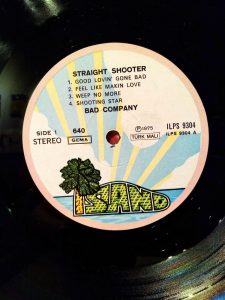 STRAIGHT SHOOTER
1. GOOD LOVIN' GONE BAD
2. FEEL LIKE MAKIN LOVE
3. WEEP NO MORE
4. SHOOTING STAR
BAD COMPANY
SIDE 1 640 ℗1975 ILPS 9304
STEREO GEMA TÜRK MALI ILPS 9304 A
ISLAND